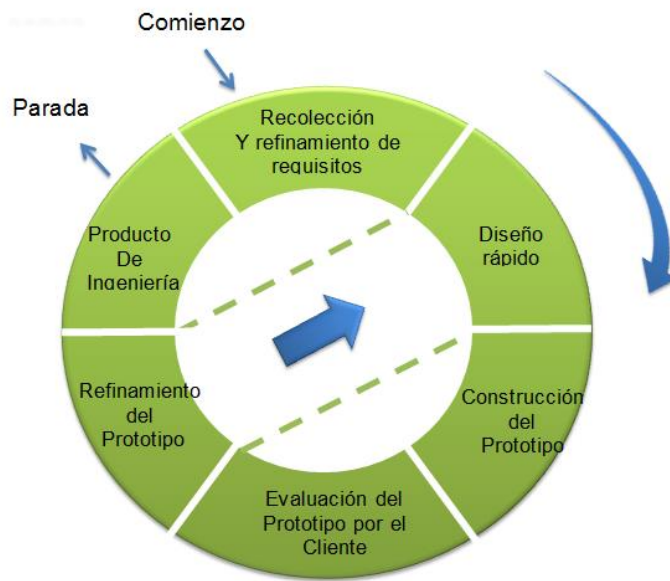 Comienzo
Parada
Recolección
Y refinamiento de
requisitos
Diseño
rápido
Construcción
del
Prototipo
Evaluación del
Prototipo por el
Cliente
Refinamiento
del
Prototipo
Producto
De
Ingeniería